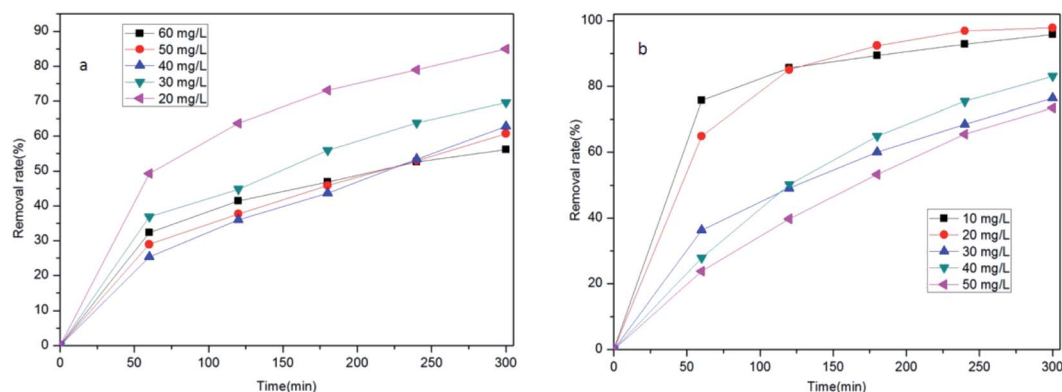 a
60 mg/L
50 mg/L
40 mg/L
30 mg/L
20 mg/L
Removal rate(%)
90
80
70
60
50
40
30
20
10
0
0 50 100 150 200 250 300
Time(min)
b
10 mg/L
20 mg/L
30 mg/L
40 mg/L
50 mg/L
Removal rate(%)
100
80
60
40
20
0
0 50 100 150 200 250 300
Time(min)